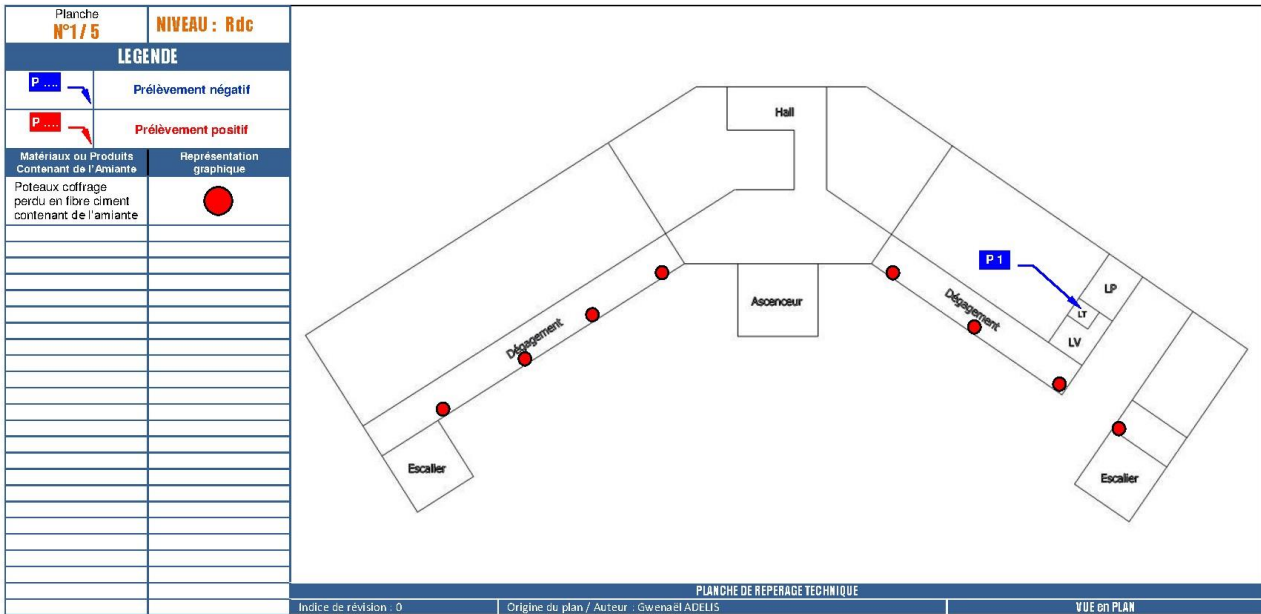 Planche
N°1 / 5
NIVEAU : Rdc
LEGENDE
P ....
Prélèvement négatif
P ....
Prélèvement positif
Matériaux ou Produits
Contenant de l'Amiante
Représentation
graphique
Poteaux coffrage
perdu en fibre ciment
contenant de l'amiante
Hall
P 1
LP
LT
LV
Dégagement
Ascenceur
Dégagement
Escalier
Escalier
PLANCHE DE REPERAGE TECHNIQUE
Indice de révision : 0
Origine du plan / Auteur : Gwenaël ADELIS
VUE en PLAN